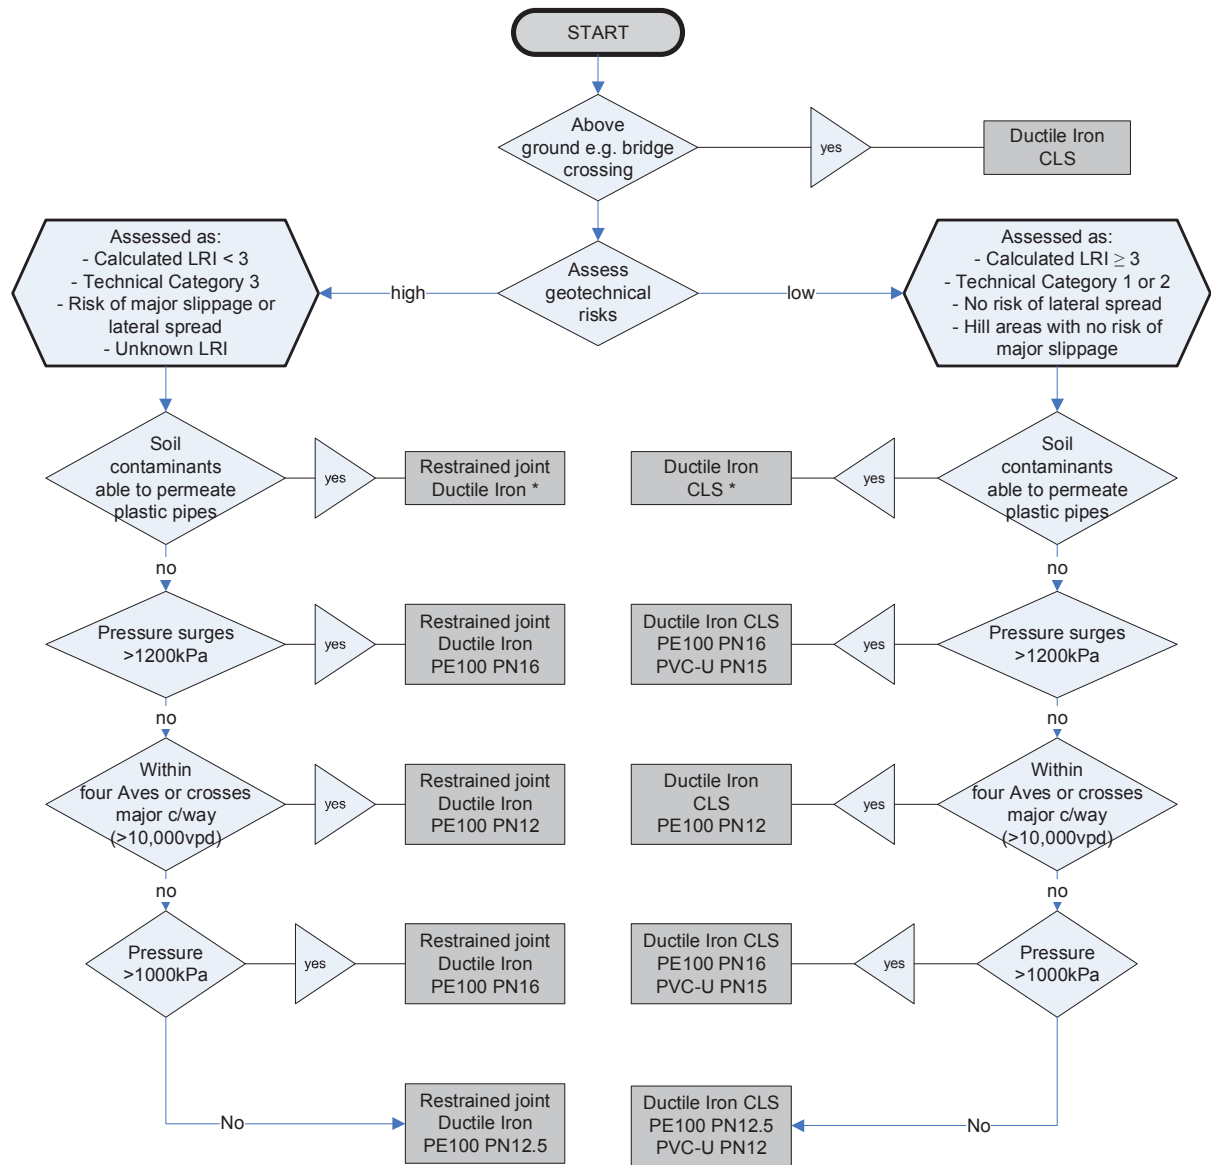 START
Above
ground e.g. bridge
crossing
yes
Ductile Iron
CLS
Assessed as:
- Calculated LRI < 3
- Technical Category 3
- Risk of major slippage or
lateral spread
- Unknown LRI
high
Assess
geotechnical
risks
low
Assessed as:
- Calculated LRI ≥ 3
- Technical Category 1 or 2
- No risk of lateral spread
- Hill areas with no risk of
major slippage
Soil
contaminants
able to permeate
plastic pipes
yes
Restrained joint
Ductile Iron *
Ductile Iron
CLS *
yes
Soil
contaminants
able to permeate
plastic pipes
no
no
Pressure surges
>1200kPa
yes
Restrained joint
Ductile Iron
PE100 PN16
Ductile Iron CLS
PE100 PN16
PVC-U PN15
yes
Pressure surges
>1200kPa
no
no
Within
four Aves or crosses
major c/way
(>10,000vpd)
yes
Restrained joint
Ductile Iron
PE100 PN12
Ductile Iron
CLS
PE100 PN12
yes
Within
four Aves or crosses
major c/way
(>10,000vpd)
no
no
Pressure
>1000kPa
yes
Restrained joint
Ductile Iron
PE100 PN16
Ductile Iron CLS
PE100 PN16
PVC-U PN15
yes
Pressure
>1000kPa
No
Restrained joint
Ductile Iron
PE100 PN12.5
Ductile Iron CLS
PE100 PN12.5
PVC-U PN12
No